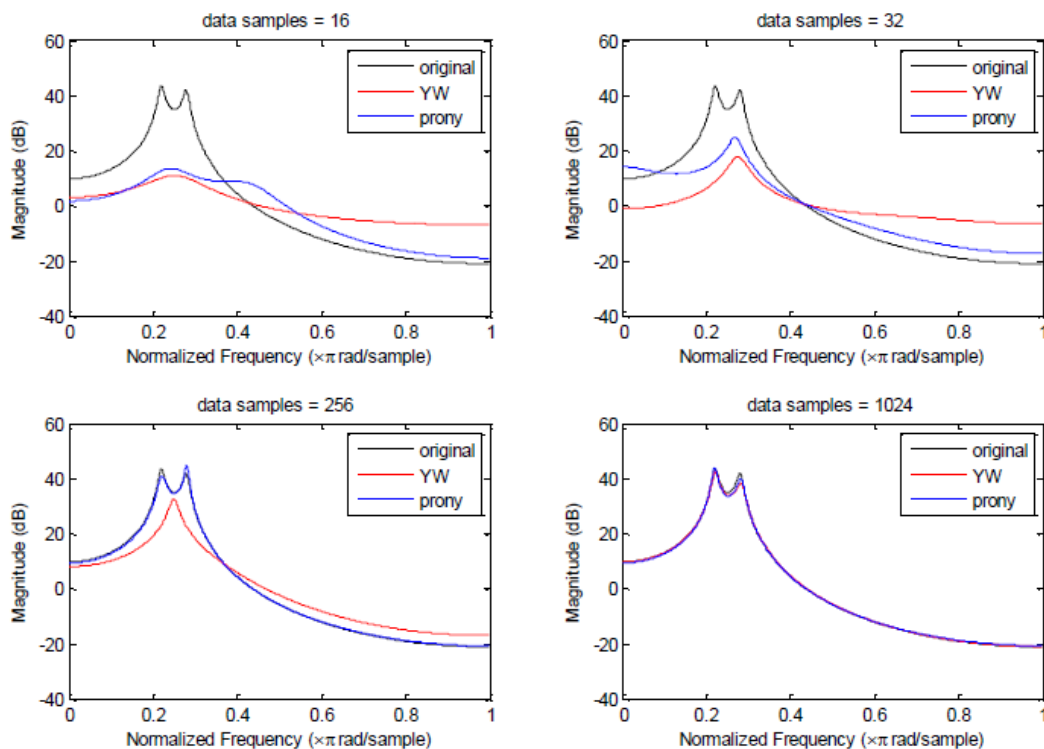 data samples = 16
60
40
20
0
-20
-40
Magnitude (dB)
original
YW
prony
0 0.2 0.4 0.6 0.8 1
Normalized Frequency (×π rad/sample)
data samples = 32
60
40
20
0
-20
-40
Magnitude (dB)
original
YW
prony
0 0.2 0.4 0.6 0.8 1
Normalized Frequency (×π rad/sample)
data samples = 256
60
40
20
0
-20
-40
Magnitude (dB)
original
YW
prony
0 0.2 0.4 0.6 0.8 1
Normalized Frequency (×π rad/sample)
data samples = 1024
60
40
20
0
-20
-40
Magnitude (dB)
original
YW
prony
0 0.2 0.4 0.6 0.8 1
Normalized Frequency (×π rad/sample)